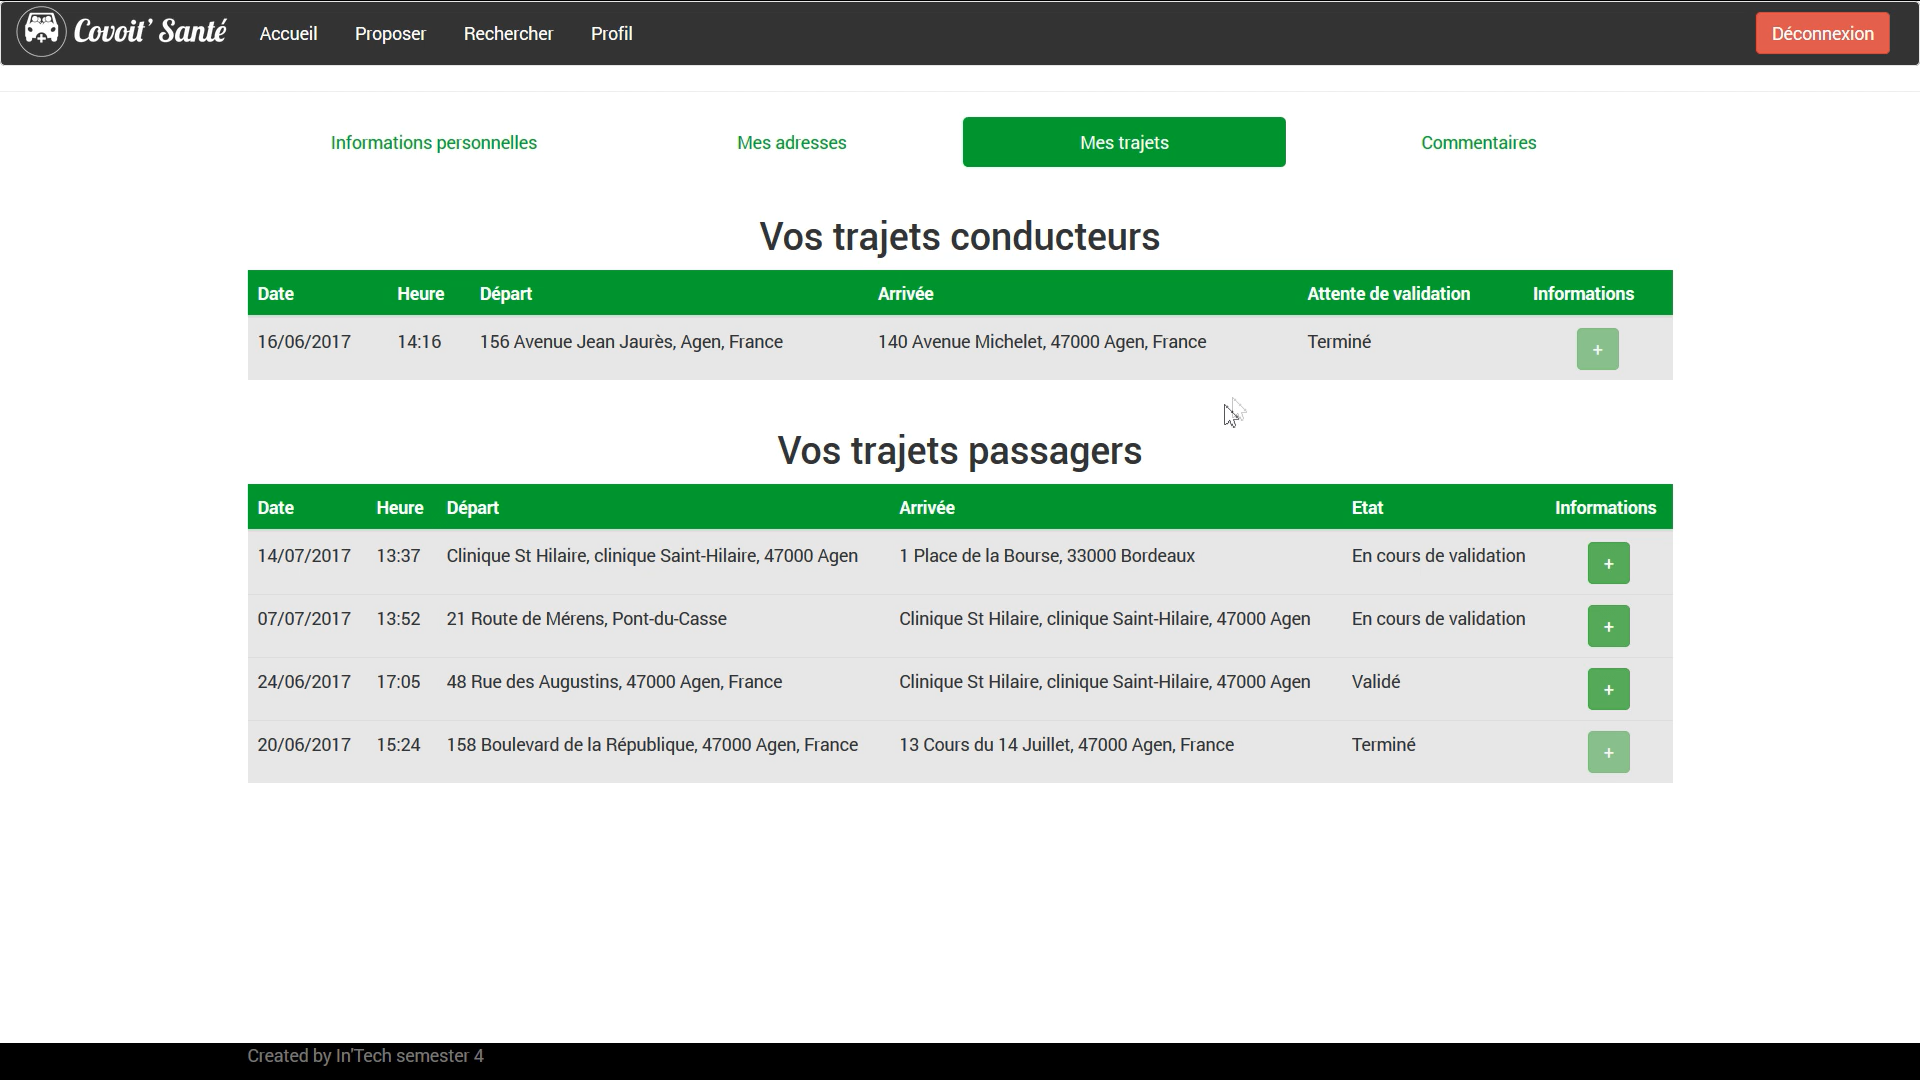 Covoit' Santé Accueil Proposer Rechercher Profil Déconnexion
Informations personnelles Mes adresses Mes trajets Commentaires
Vos trajets conducteurs
Date Heure Départ Arrivée Attente de validation Informations
16/06/2017 14:16 156 Avenue Jean Jaurès, Agen, France 140 Avenue Michelet, 47000 Agen, France Terminé +
Vos trajets passagers
Date Heure Départ Arrivée Etat Informations
14/07/2017 13:37 Clinique St Hilaire, clinique Saint-Hilaire, 47000 Agen 1 Place de la Bourse, 33000 Bordeaux En cours de validation +
07/07/2017 13:52 21 Route de Mérens, Pont-du-Casse Clinique St Hilaire, clinique Saint-Hilaire, 47000 Agen En cours de validation +
24/06/2017 17:05 48 Rue des Augustins, 47000 Agen, France Clinique St Hilaire, clinique Saint-Hilaire, 47000 Agen Validé +
20/06/2017 15:24 158 Boulevard de la République, 47000 Agen, France 13 Cours du 14 Juillet, 47000 Agen, France Terminé +
Created by In'Tech semester 4